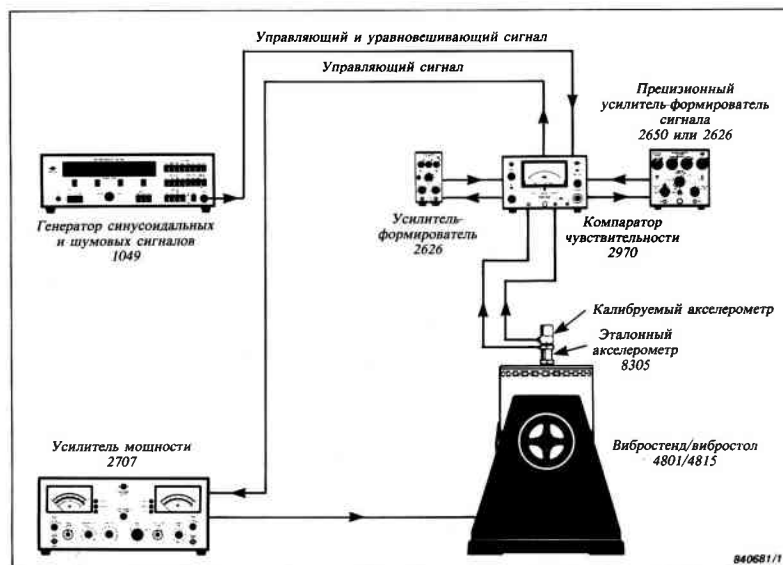 Управляющий и уравновешивающий сигнал
Управляющий сигнал
Прецизионный
усилитель-формирователь
сигнала
2650 или 2626
Генератор синусоидальных
и шумовых сигналов
1049
Усилитель-
формирователь
2626
Компаратор
чувствительности
2970
Калибруемый акселерометр
Эталонный
акселерометр
8305
Усилитель мощности
2707
Вибростенд/вибростол
4801/4815
840681/1